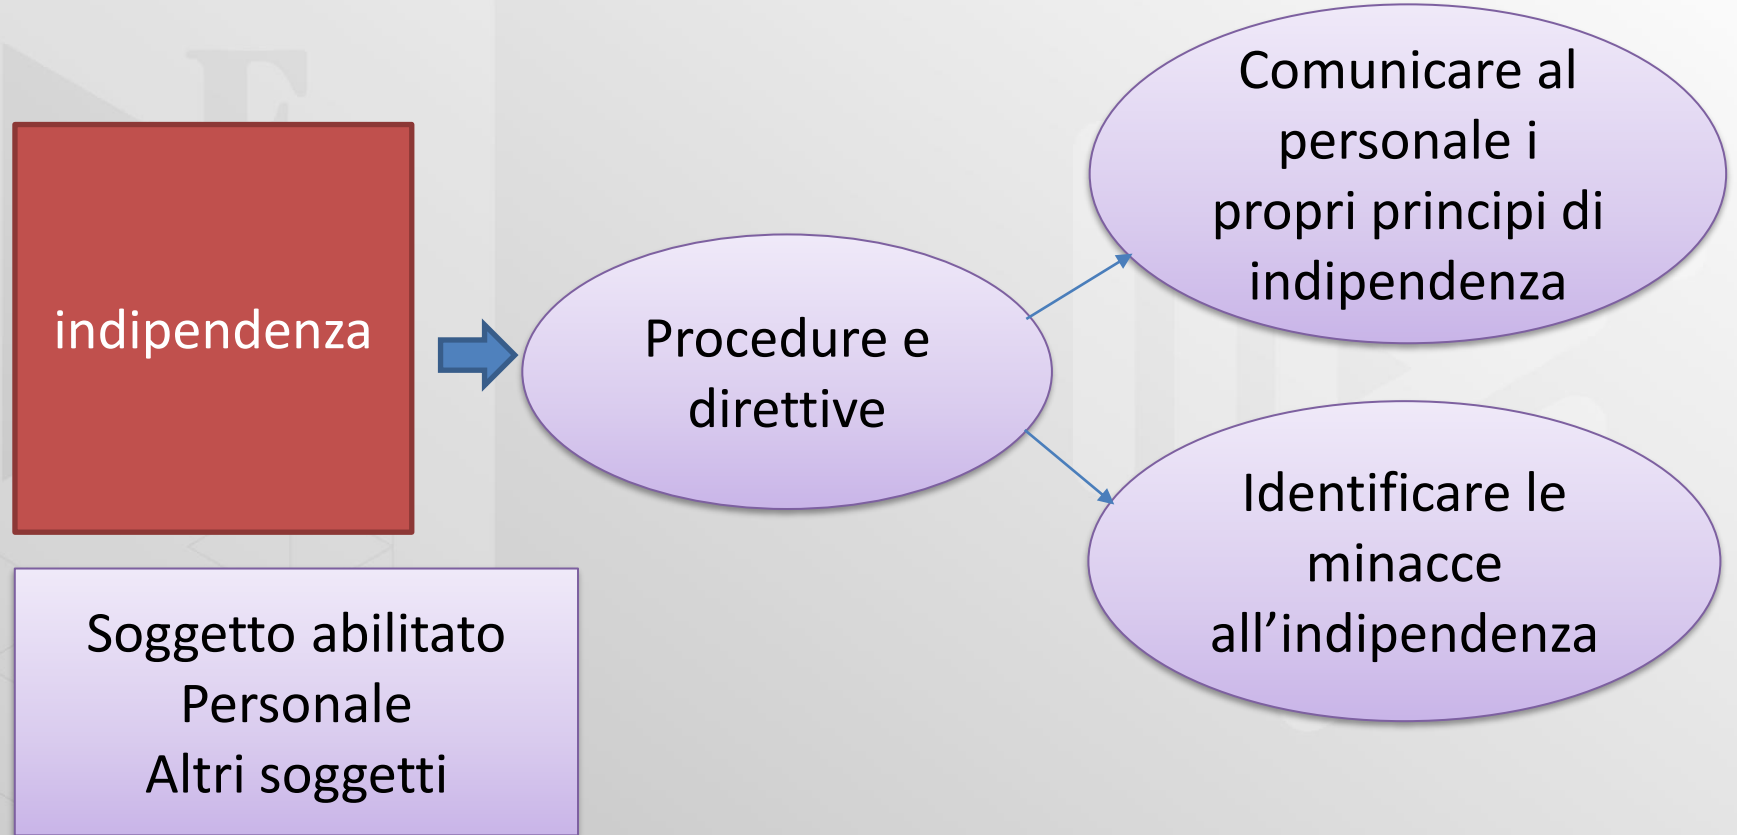 indipendenza
Soggetto abilitato
Personale
Altri soggetti
Procedure e
direttive
Comunicare al
personale i
propri principi di
indipendenza
Identificare le
minacce
all’indipendenza